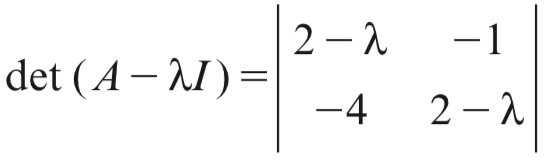 det (A − λI) = | 2 − λ   −1 |
| −4   2 − λ |